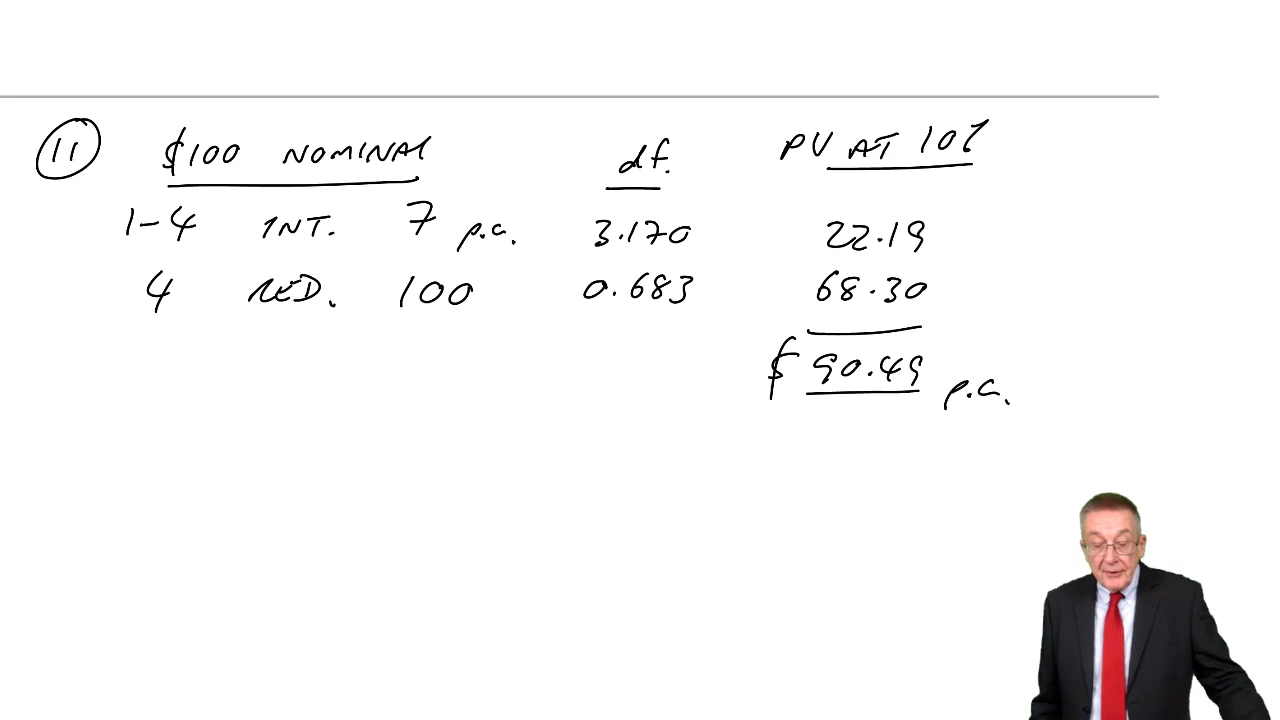 11 $100 NOMINAL df. PV AT 10%
1-4 INT. 7 p.a. 3.170 22.19
4 RED. 100 0.683 68.30
$ 90.49 p.a.